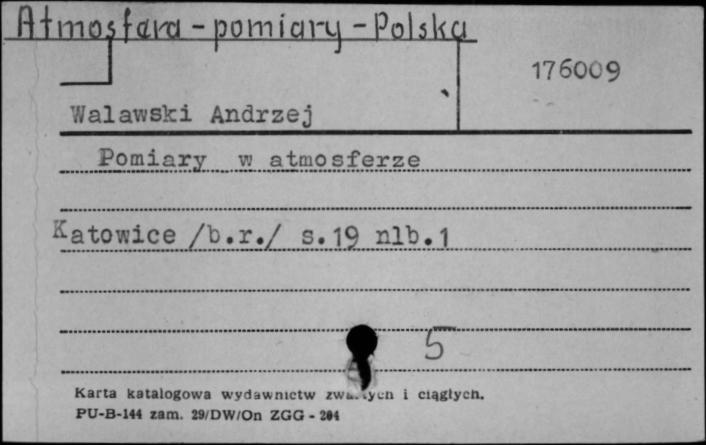 Atmosfera - pomiary - Polska
176009
Walawski Andrzej
Pomiary w atmosferze
Katowice /b.r./ s.19 nlb.1
5
Karta katalogowa wydawnictw i ciągłych.
PU-B-144 zam. 29/DW/On ZGG - 204